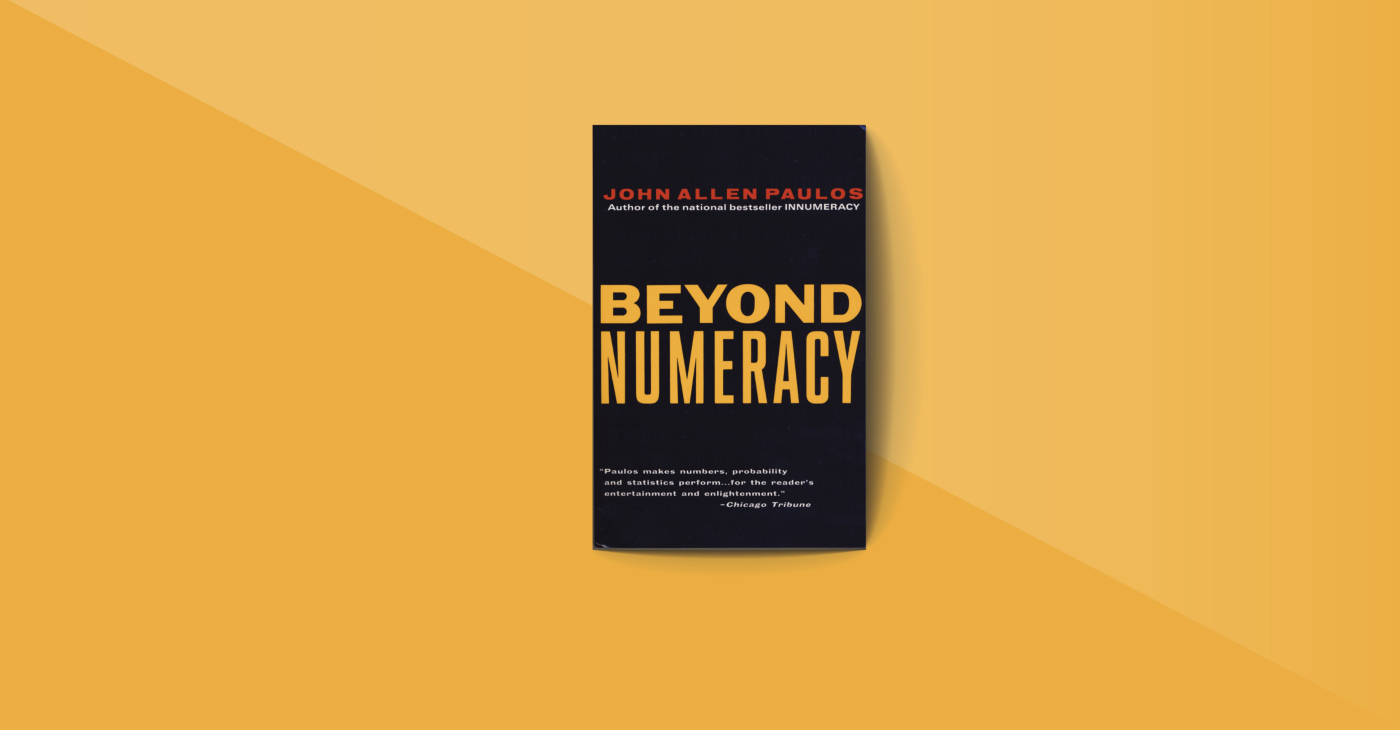 JOHN ALLEN PAULOS
Author of the national bestseller INNUMERACY
BEYOND
NUMERACY
"Paulos makes numbers, probability
and statistics perform...for the reader's
entertainment and enlightenment."
–Chicago Tribune